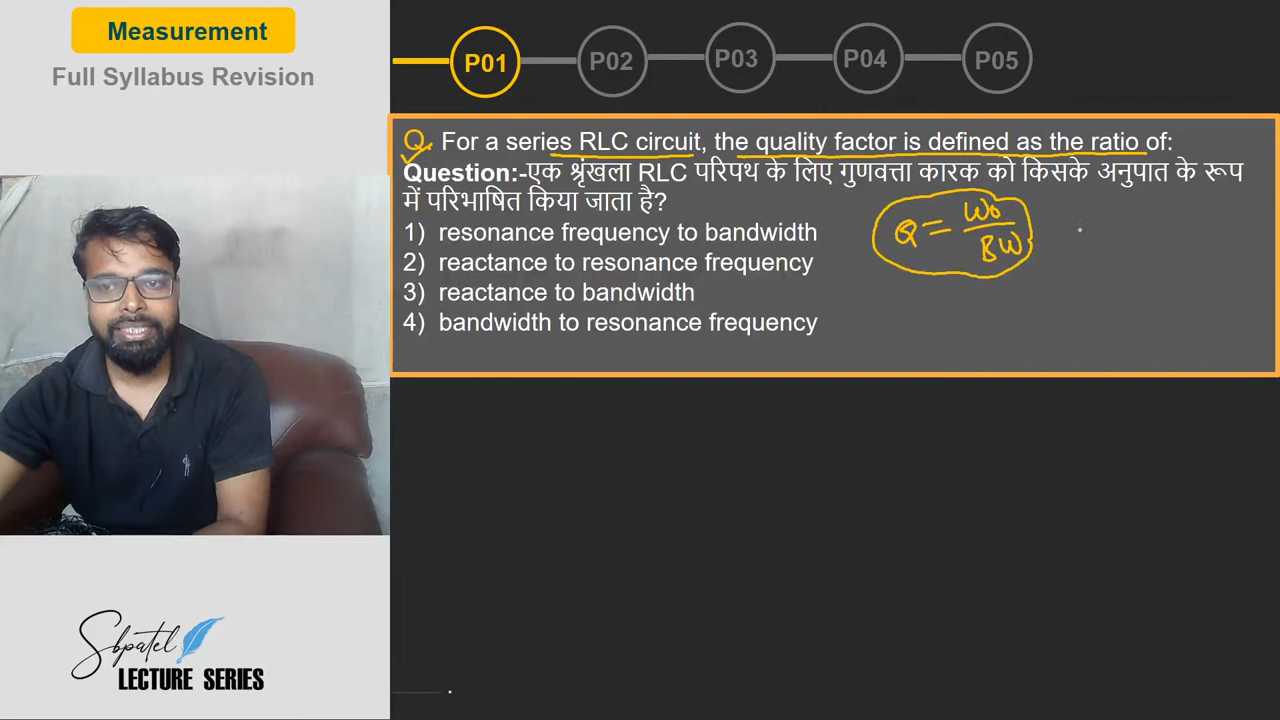 Measurement
Full Syllabus Revision
P01
P02
P03
P04
P05
Q. For a series RLC circuit, the quality factor is defined as the ratio of:
Question:-एक श्रृंखला RLC परिपथ के लिए गुणवत्ता कारक को किसके अनुपात के रूप
में परिभाषित किया जाता है?
1) resonance frequency to bandwidth
2) reactance to resonance frequency
3) reactance to bandwidth
4) bandwidth to resonance frequency
Q = ω₀/BW
Sbpatel
LECTURE SERIES